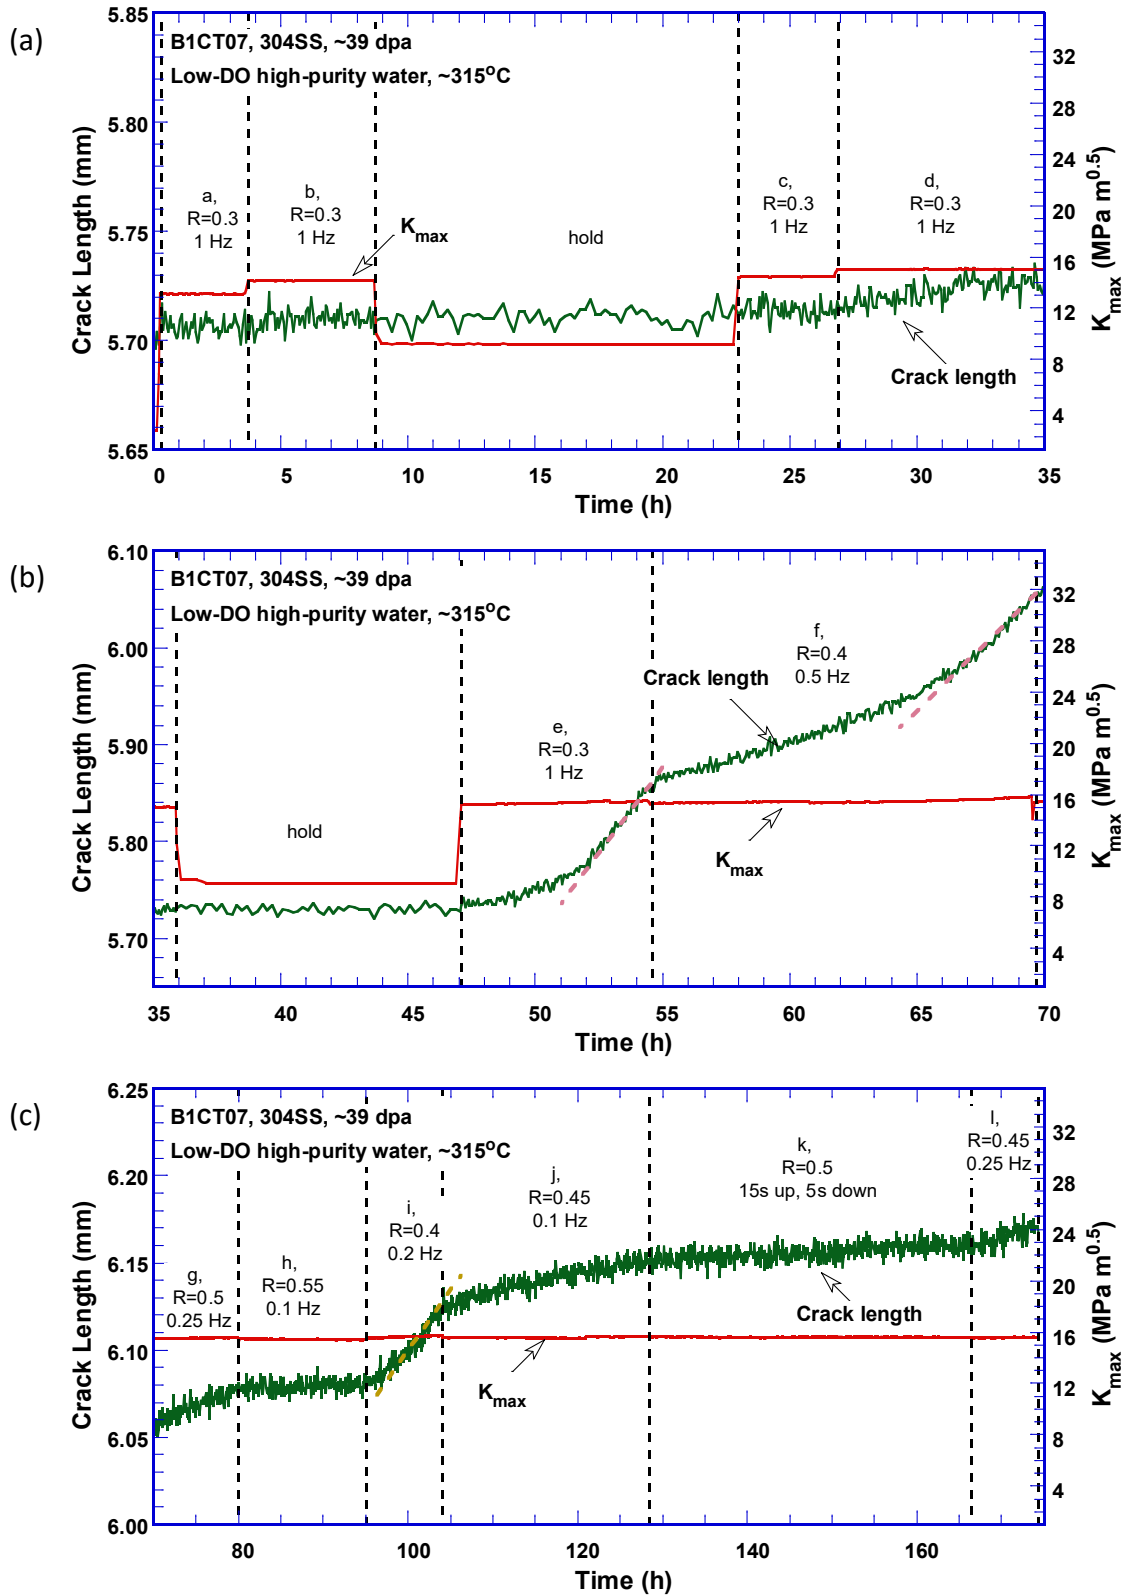 (a)
B1CT07, 304SS, ~39 dpa
Low-DO high-purity water, ~315°C
a,
R=0.3
1 Hz
b,
R=0.3
1 Hz
K_max
hold
c,
R=0.3
1 Hz
d,
R=0.3
1 Hz
Crack length
Crack Length (mm)
5.85
5.80
5.75
5.70
5.65
K_max (MPa m^0.5)
32
28
24
20
16
12
8
4
0 5 10 15 20 25 30 35
Time (h)
(b)
B1CT07, 304SS, ~39 dpa
Low-DO high-purity water, ~315°C
hold
e,
R=0.3
1 Hz
f,
R=0.4
0.5 Hz
Crack length
K_max
Crack Length (mm)
6.10
6.00
5.90
5.80
5.70
K_max (MPa m^0.5)
32
28
24
20
16
12
8
4
35 40 45 50 55 60 65 70
Time (h)
(c)
B1CT07, 304SS, ~39 dpa
Low-DO high-purity water, ~315°C
g,
R=0.5
0.25 Hz
h,
R=0.55
0.1 Hz
i,
R=0.4
0.2 Hz
j,
R=0.45
0.1 Hz
k,
R=0.5
15s up, 5s down
l,
R=0.45
0.25 Hz
Crack length
K_max
Crack Length (mm)
6.25
6.20
6.15
6.10
6.05
6.00
K_max (MPa m^0.5)
32
28
24
20
16
12
8
4
80 100 120 140 160
Time (h)